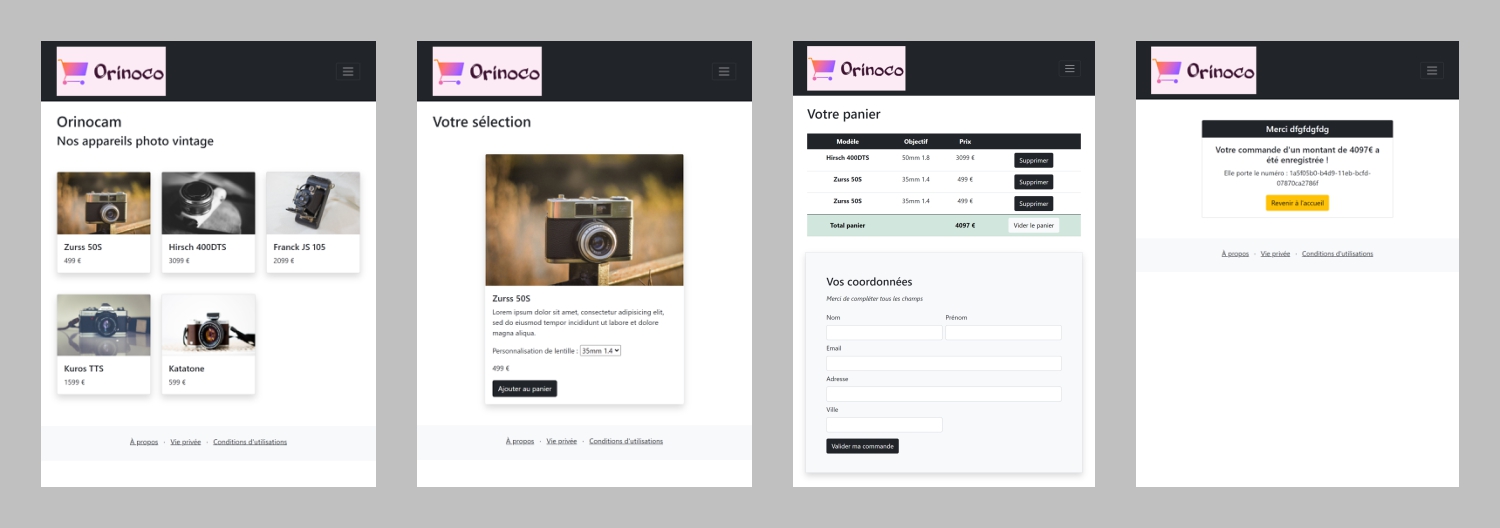 Orinoco
Orinocam
Nos appareils photo vintage
Zurss 50S
499 €
Hirsch 400DTS
3099 €
Franck JS 105
2099 €
Kuros TTS
1599 €
Katatone
599 €
À propos · Vie privée · Conditions d'utilisations
Orinoco
Votre sélection
Zurss 50S
Lorem ipsum dolor sit amet, consectetur adipisicing elit,
sed do eiusmod tempor incididunt ut labore et dolore
magna aliqua.
Personnalisation de lentille : 35mm 1.4
499 €
Ajouter au panier
À propos · Vie privée · Conditions d'utilisations
Orinoco
Votre panier
Modèle Objectif Prix
Hirsch 400DTS 50mm 1.8 3099 € Supprimer
Zurss 50S 35mm 1.4 499 € Supprimer
Zurss 50S 35mm 1.4 499 € Supprimer
Total panier 4097 € Vider le panier
Vos coordonnées
Merci de compléter tous les champs
Nom Prénom
Email
Adresse
Ville
Valider ma commande
Orinoco
Merci dfgfdgfdg
Votre commande d'un montant de 4097€ a
été enregistrée !
Elle porte le numéro : 1a5f05b0-b4d9-11eb-bcfd-
07870ca2786f
Revenir à l'accueil
À propos · Vie privée · Conditions d'utilisations